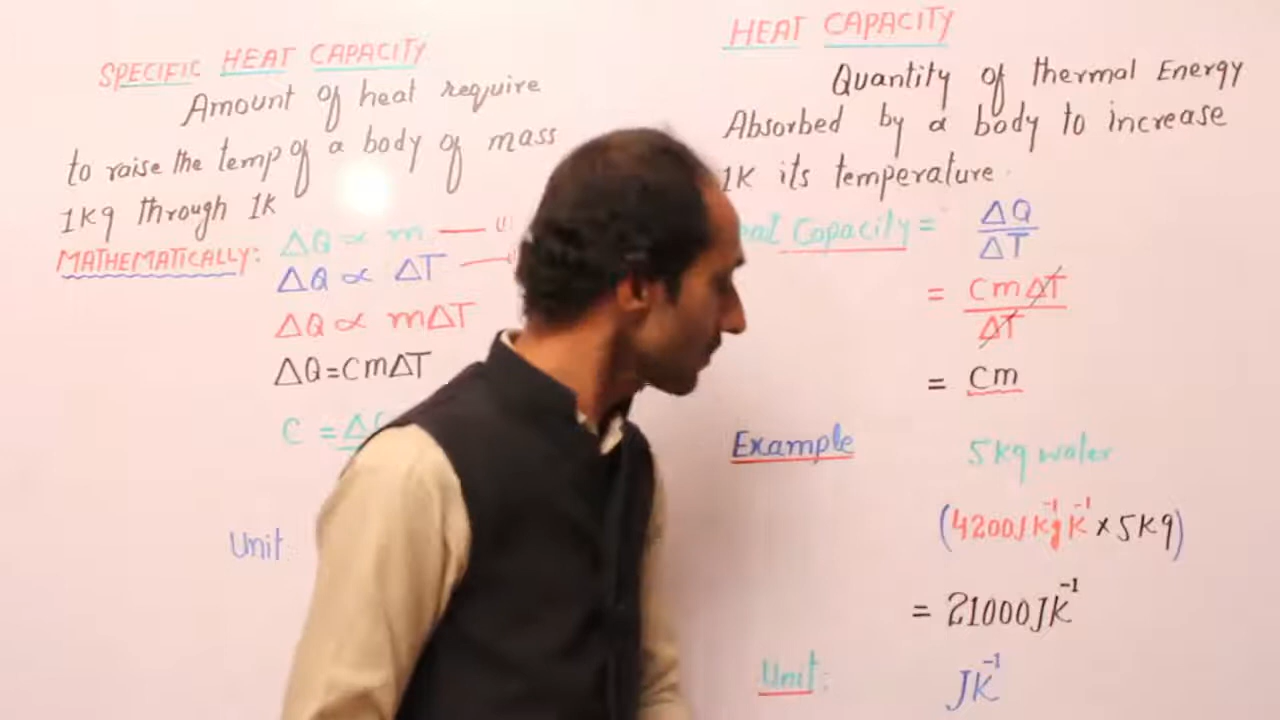 SPECIFIC HEAT CAPACITY
Amount of heat require
to raise the temp of a body of mass
1Kg through 1K
MATHEMATICALLY: ΔQ ∝ m
ΔQ ∝ ΔT
ΔQ ∝ mΔT
ΔQ = CmΔT
C =
Unit
HEAT CAPACITY
Quantity of thermal Energy
Absorbed by a body to increase
1K its temperature
Capacity = ΔQ/ΔT
= CmΔT/ΔT
= Cm
Example 5kg water
(4200JKg⁻¹K⁻¹ × 5Kg)
= 21000JK⁻¹
Unit: JK⁻¹